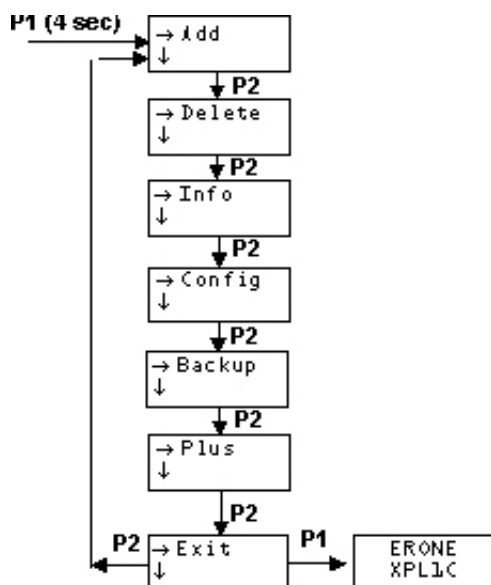 P1 (4 sec)
→ Add
↓
P2
→ Delete
↓
P2
→ Info
↓
P2
→ Config
↓
P2
→ Backup
↓
P2
→ Plus
↓
P2
P2
→ Exit
↓
P1
ERONE
XPL1C